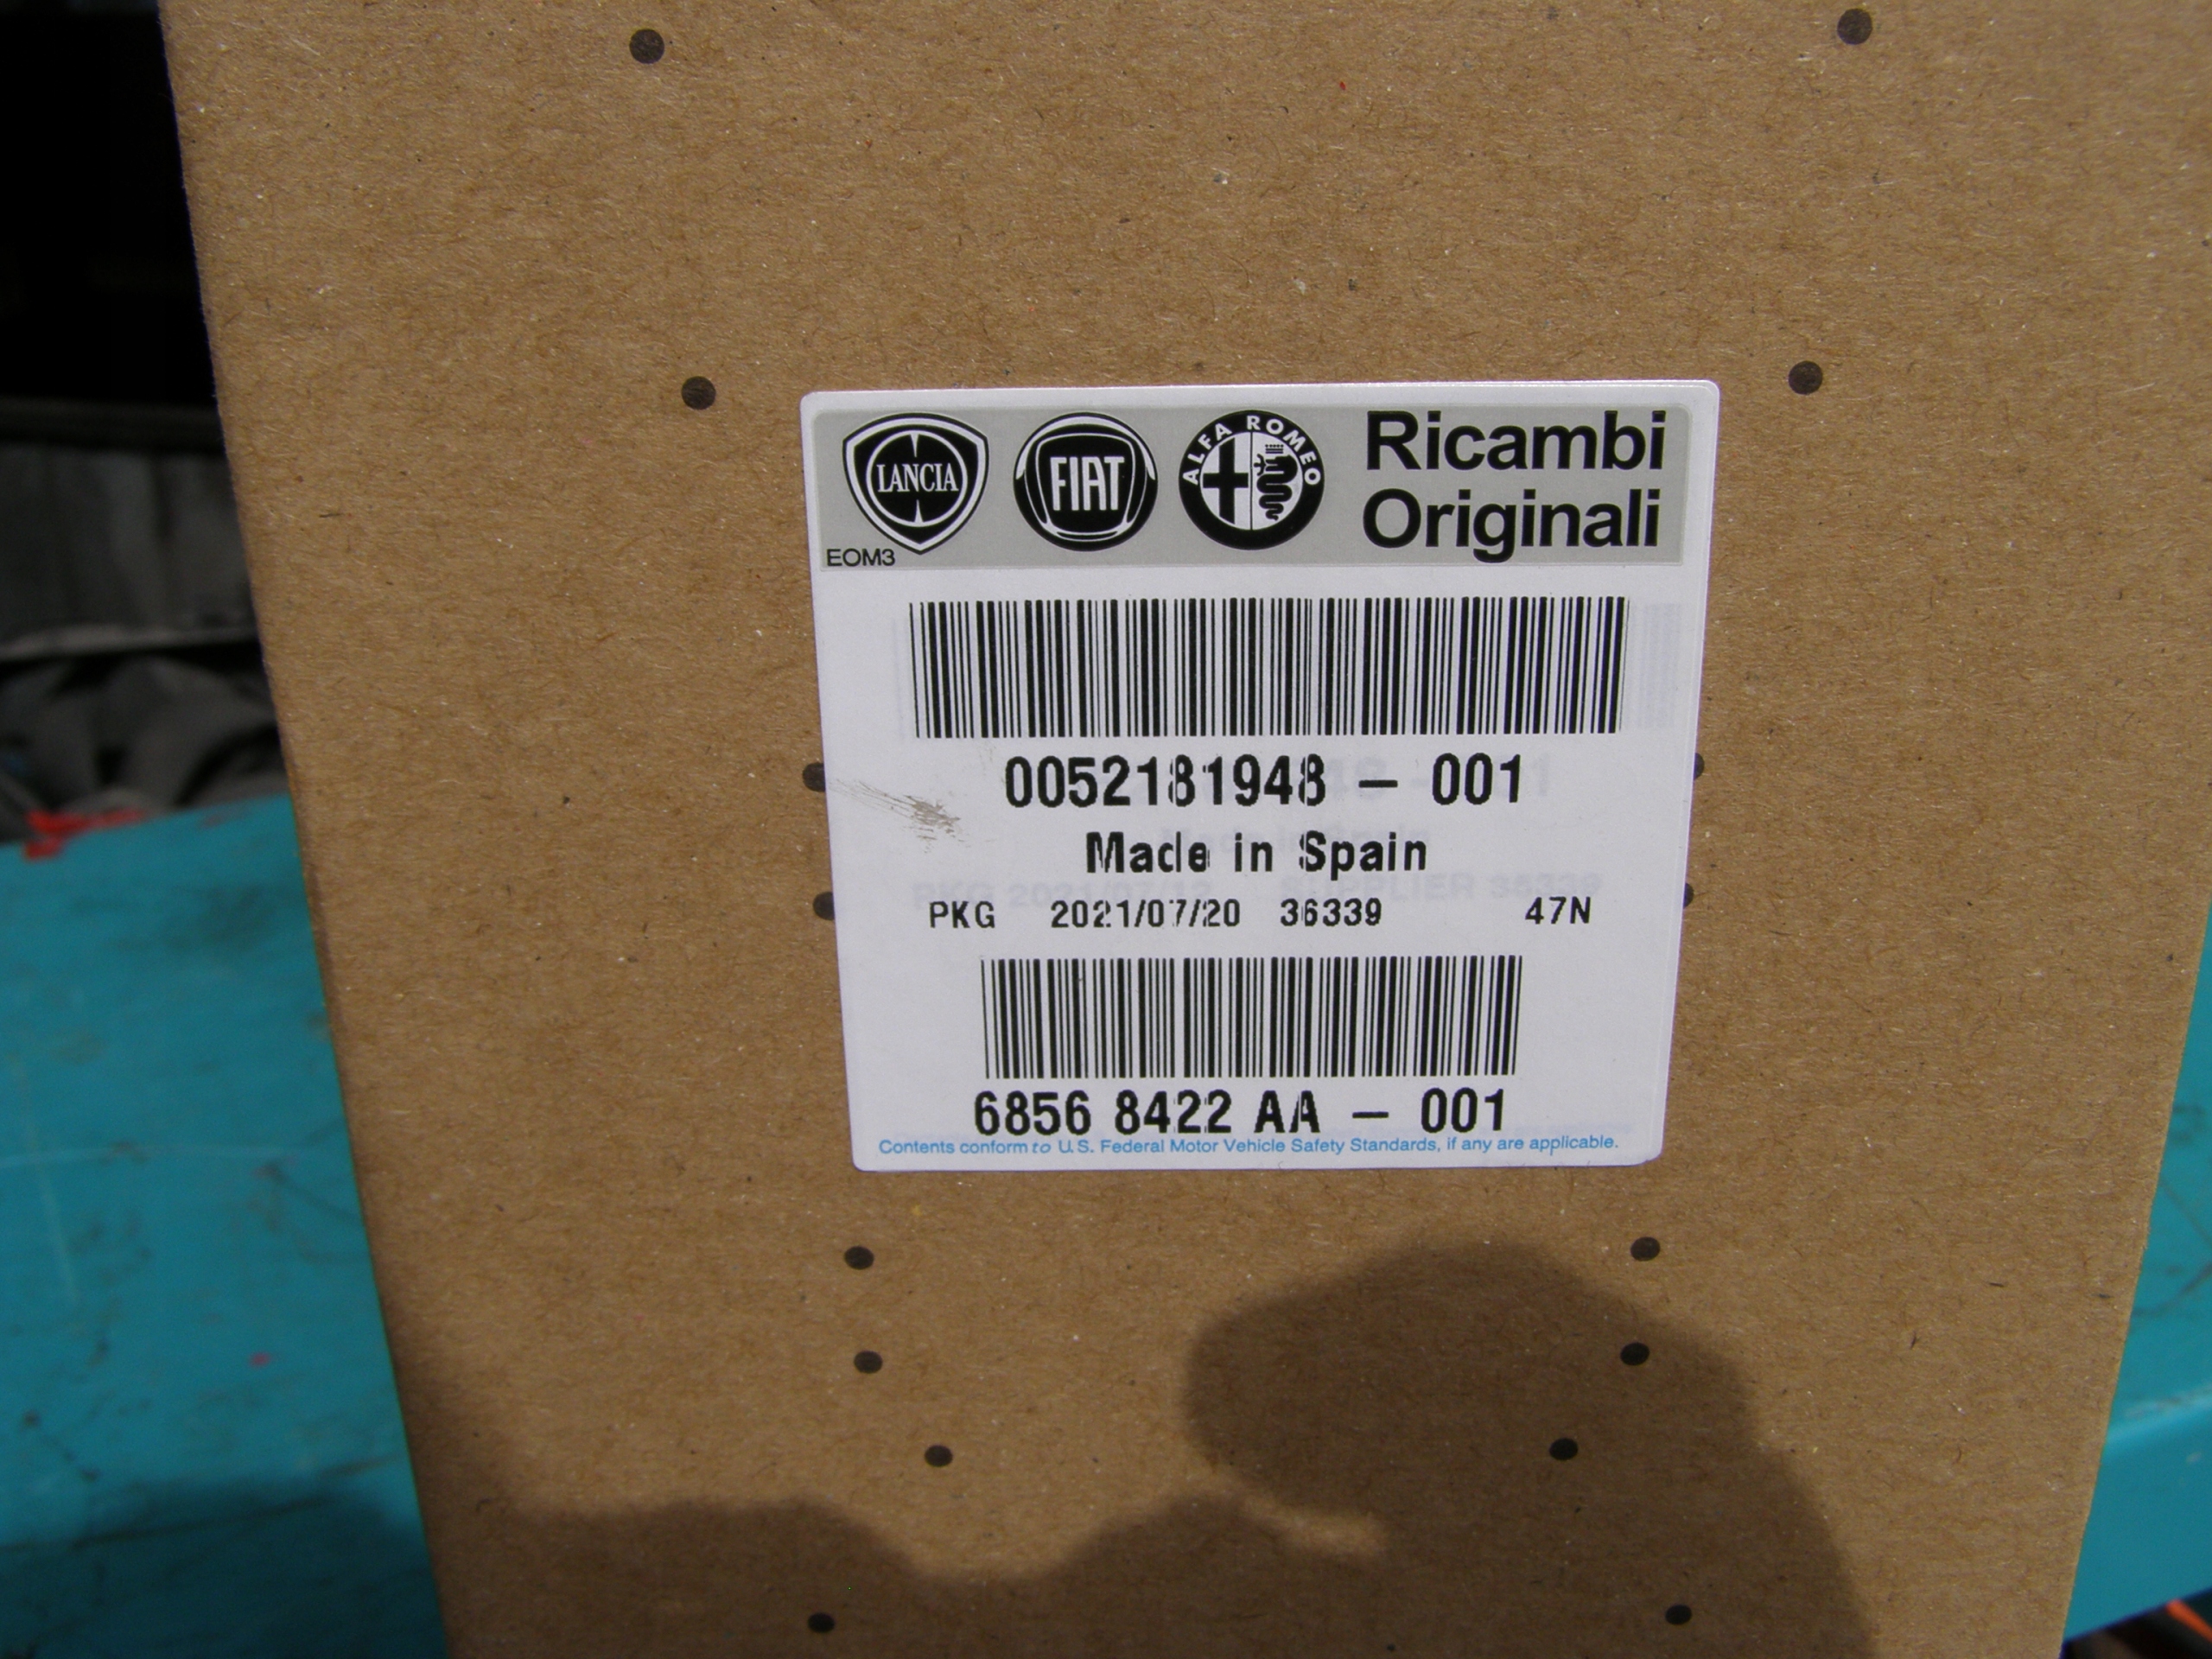 LANCIA FIAT ALFA ROMEO Ricambi
Originali
EOM3
0052181948 – 001
Made in Spain
PKG 2021/07/20 36339 47N
6856 8422 AA – 001
Contents conform to U.S. Federal Motor Vehicle Safety Standards, if any are applicable.